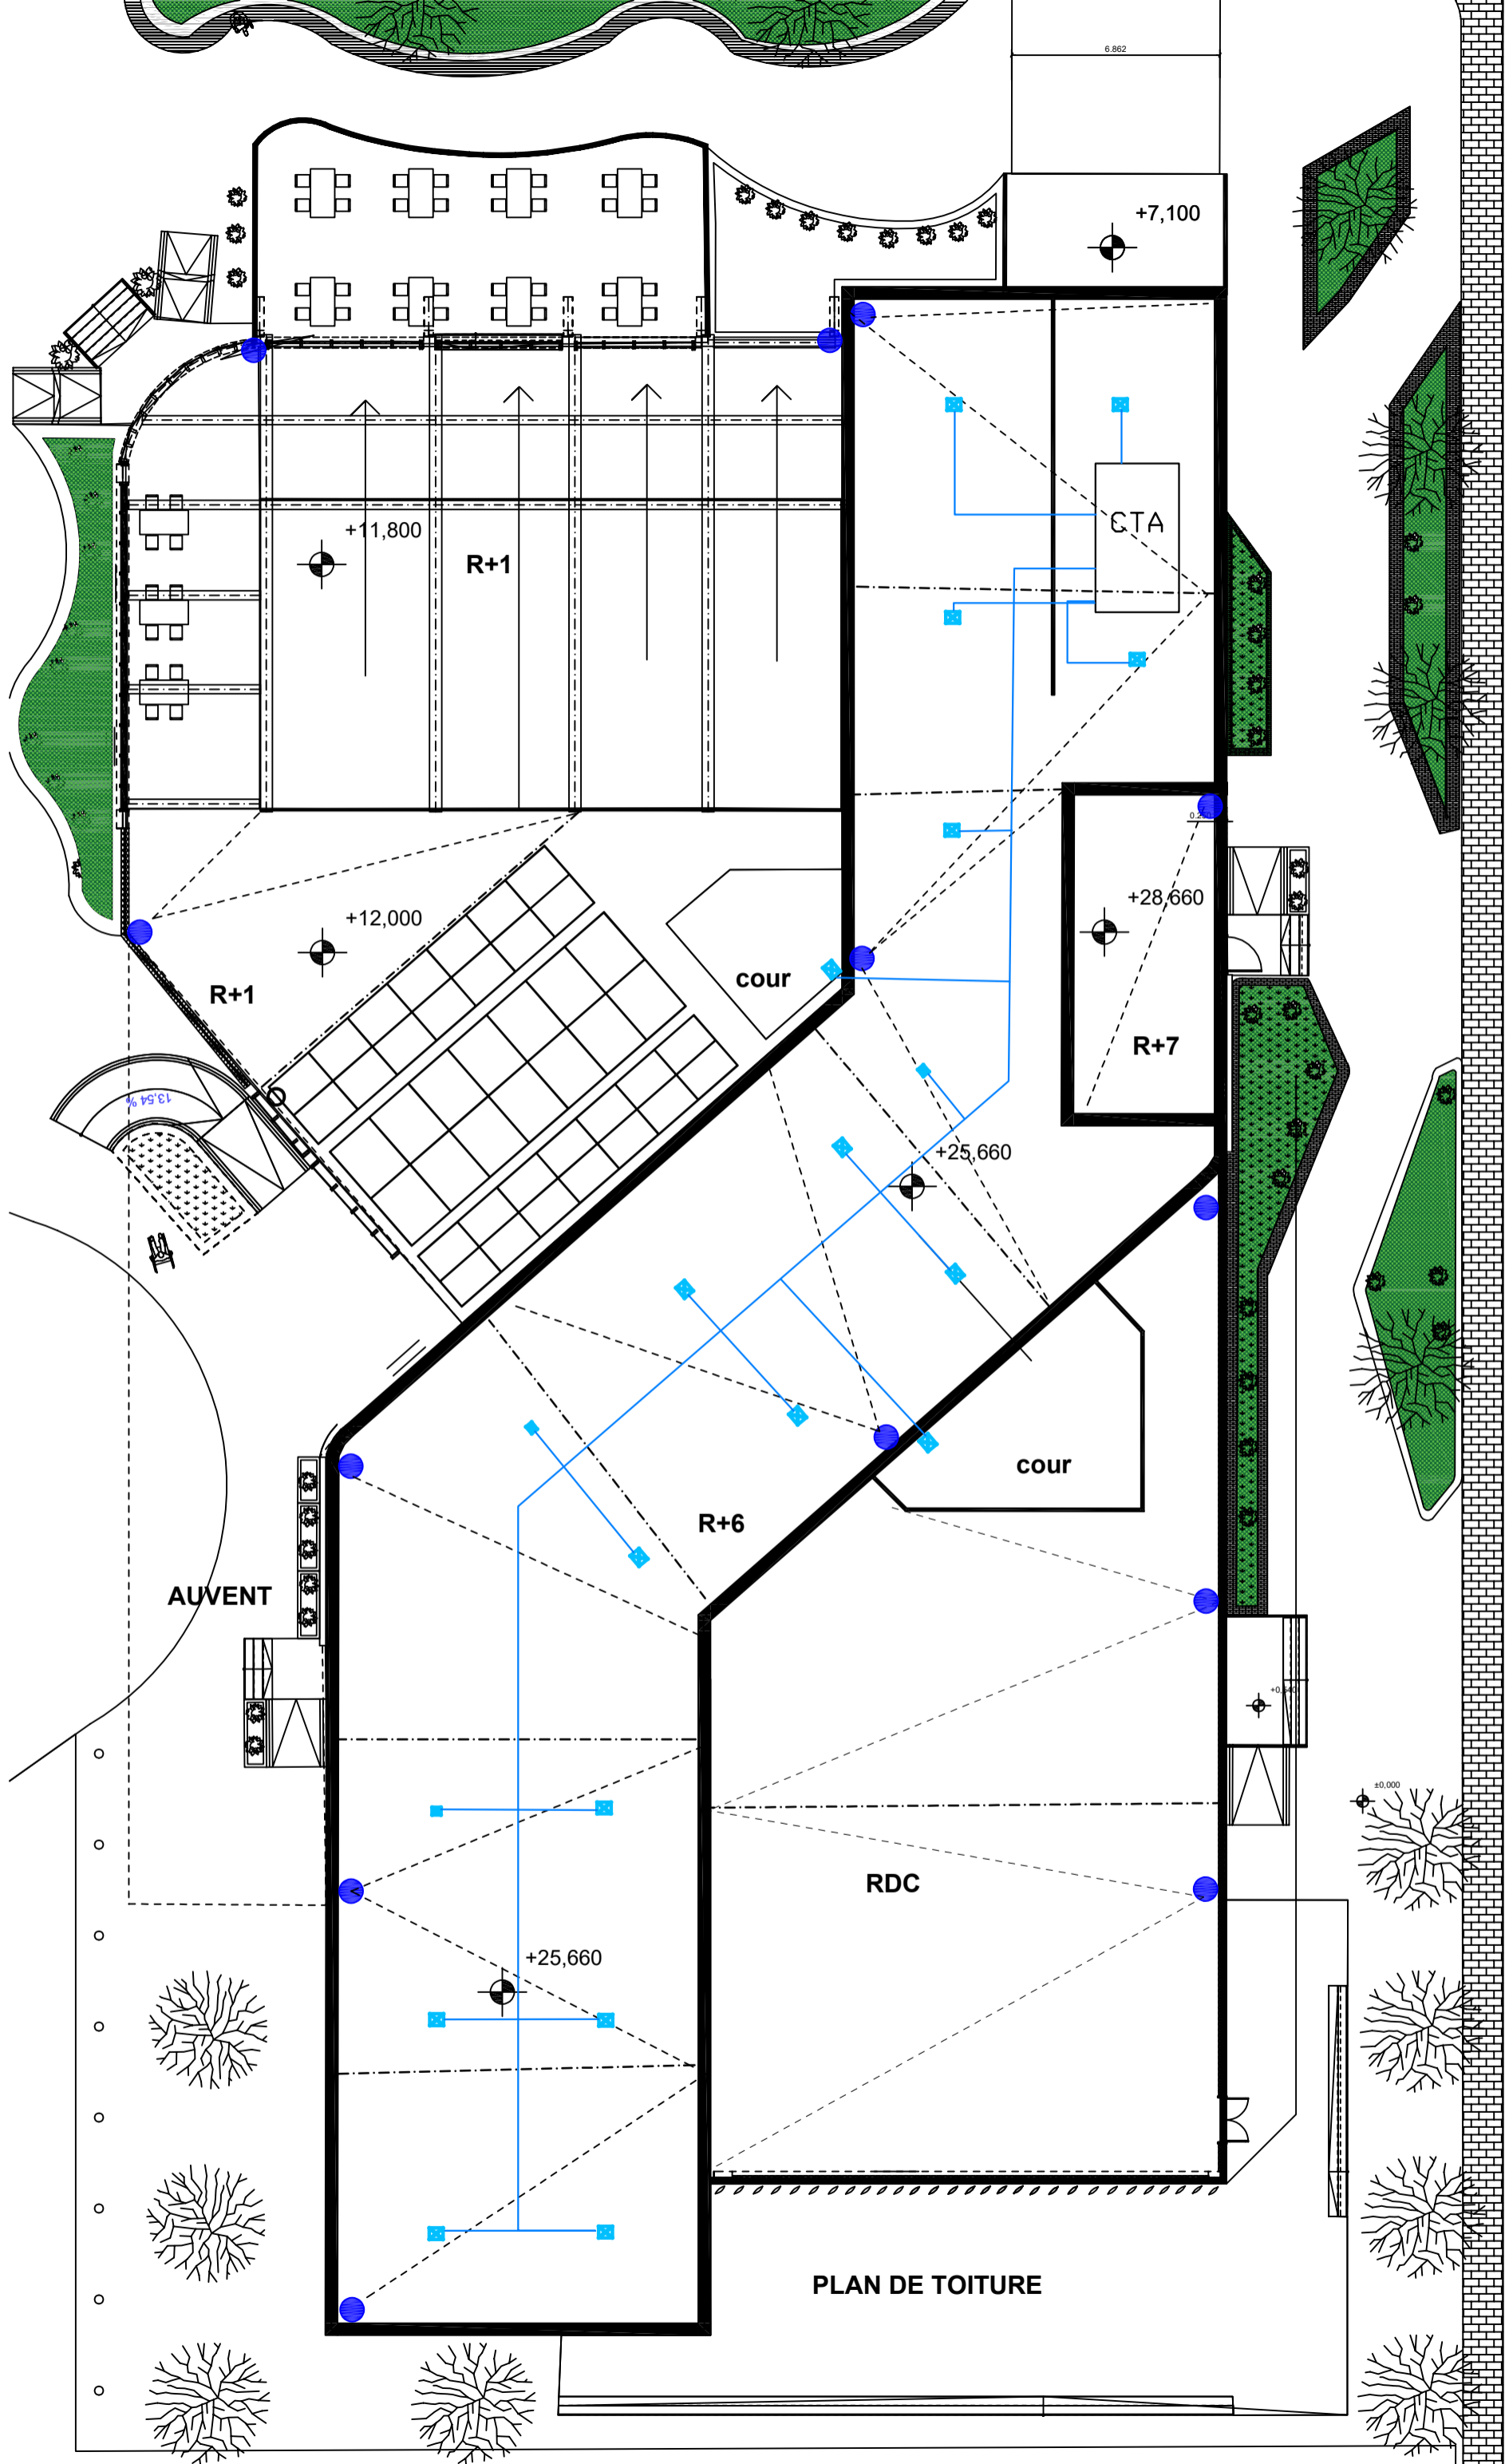 6.862
+7,100
CTA
+11,800
R+1
+28,660
+12,000
cour
R+1
R+7
13,54 %
+25,660
cour
R+6
AUVENT
±0,000
RDC
+25,660
PLAN DE TOITURE